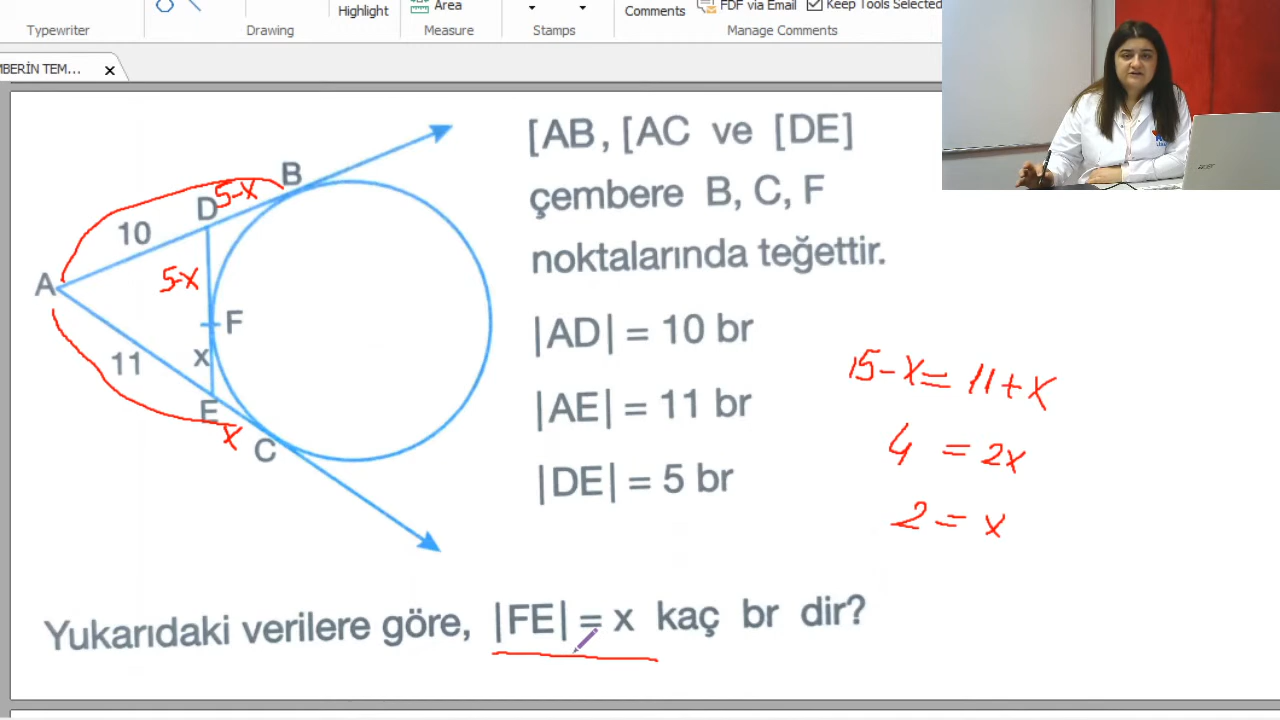 Highlight
Area
Comments
FDF via Email
Keep Tools Selected
Typewriter
Drawing
Measure
Stamps
Manage Comments
MBERİN TEM...
[AB, [AC ve [DE]
çembere B, C, F
noktalarında teğettir.
|AD| = 10 br
|AE| = 11 br
|DE| = 5 br
B
5-x
D
10
A
5-x
F
11
x
E
x
C
15-x = 11+x
4 = 2x
2 = x
Yukarıdaki verilere göre, |FE| = x kaç br dir?
acer